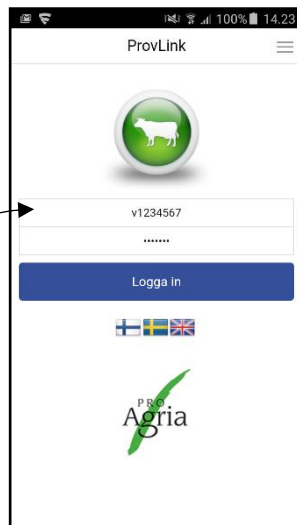 100% 14.23
ProvLink
v1234567
•••••••
Logga in
PRO
Agria